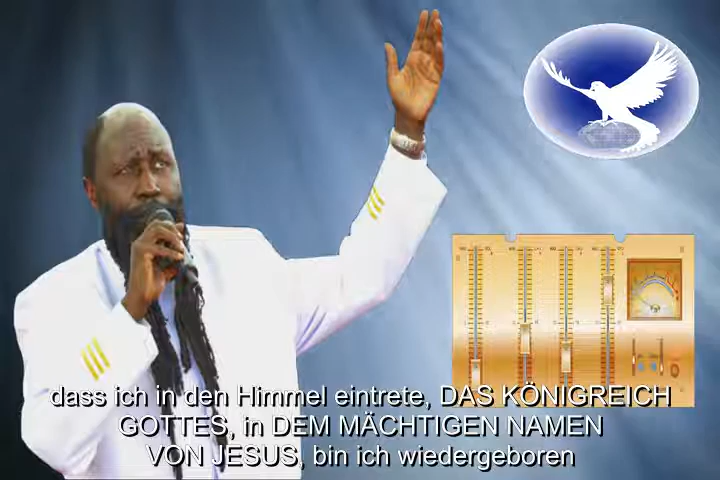 dass ich in den Himmel eintrete, DAS KÖNIGREICH
GOTTES, in DEM MÄCHTIGEN NAMEN
VON JESUS, bin ich wiedergeboren